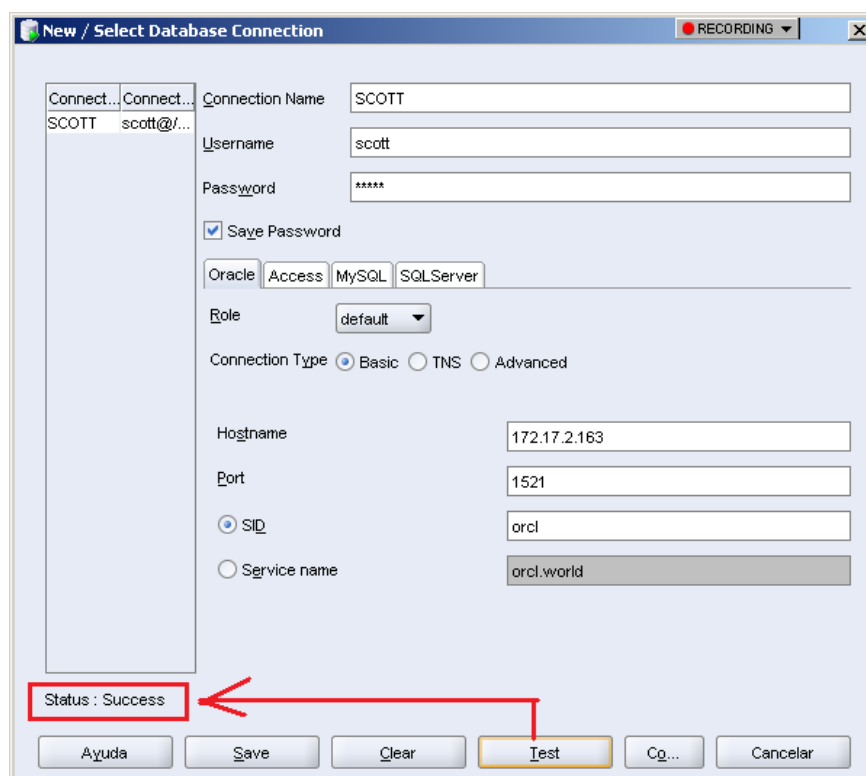 New / Select Database Connection
RECORDING
Connect... Connect...
SCOTT scott@/...
Connection Name SCOTT
Username scott
Password *****
Save Password
Oracle Access MySQL SQLServer
Role default
Connection Type Basic TNS Advanced
Hostname 172.17.2.163
Port 1521
SID orcl
Service name orcl.world
Status : Success
Ayuda Save Clear Test Co... Cancelar